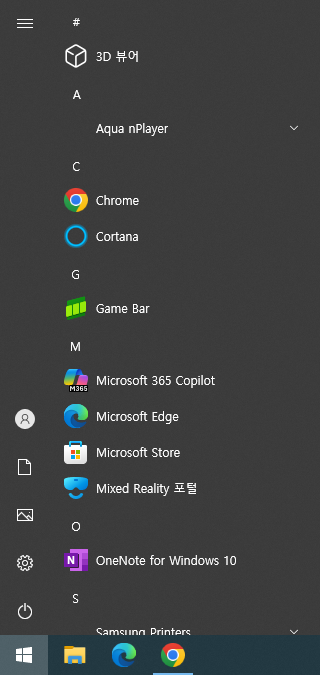 #
3D 뷰어
A
Aqua nPlayer
C
Chrome
Cortana
G
Game Bar
M
M365
Microsoft 365 Copilot
Microsoft Edge
Microsoft Store
Mixed Reality 포털
O
N
OneNote for Windows 10
S
Samsung Printers